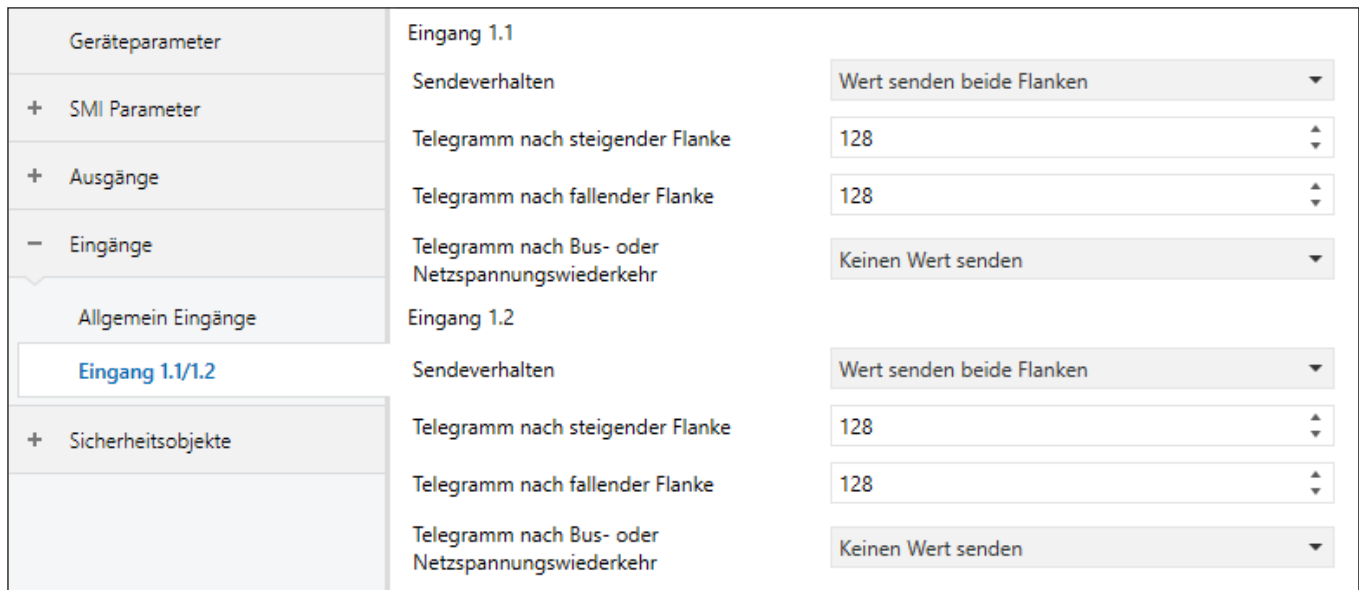 Geräteparameter
+ SMI Parameter
+ Ausgänge
− Eingänge
Allgemein Eingänge
Eingang 1.1/1.2
+ Sicherheitsobjekte
Eingang 1.1
Sendeverhalten Wert senden beide Flanken
Telegramm nach steigender Flanke 128
Telegramm nach fallender Flanke 128
Telegramm nach Bus- oder
Netzspannungswiederkehr Keinen Wert senden
Eingang 1.2
Sendeverhalten Wert senden beide Flanken
Telegramm nach steigender Flanke 128
Telegramm nach fallender Flanke 128
Telegramm nach Bus- oder
Netzspannungswiederkehr Keinen Wert senden